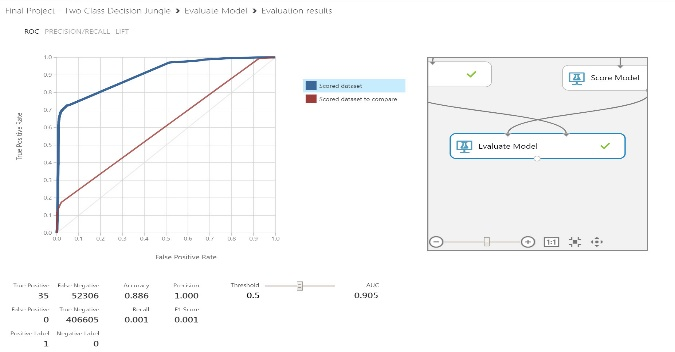 Final Project - Two Class Decision Jungle > Evaluate Model > Evaluation results
ROC PRECISION/RECALL LIFT
Scored dataset
Scored dataset to compare
True Positive Rate
1.0
0.9
0.8
0.7
0.6
0.5
0.4
0.3
0.2
0.1
0.0
0.0 0.1 0.2 0.3 0.4 0.5 0.6 0.7 0.8 0.9 1.0
False Positive Rate
Score Model
Evaluate Model
1:1
True Positive False Negative Accuracy Precision Threshold AUC
35 52306 0.886 1.000 0.5 0.905
False Positive True Negative Recall F1 Score
0 406605 0.001 0.001
Positive Label Negative Label
1 0